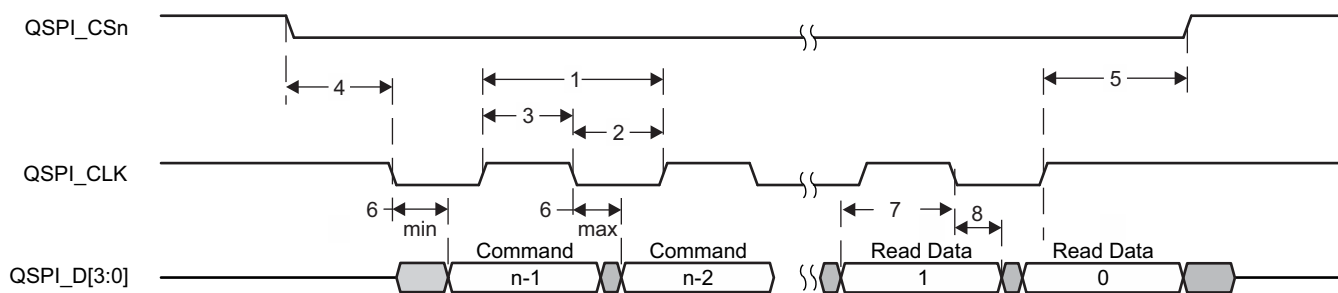 QSPI_CSn
4
1
5
3
2
QSPI_CLK
6
min
6
max
7
8
Command
Command
Read Data
Read Data
QSPI_D[3:0]
n-1
n-2
1
0